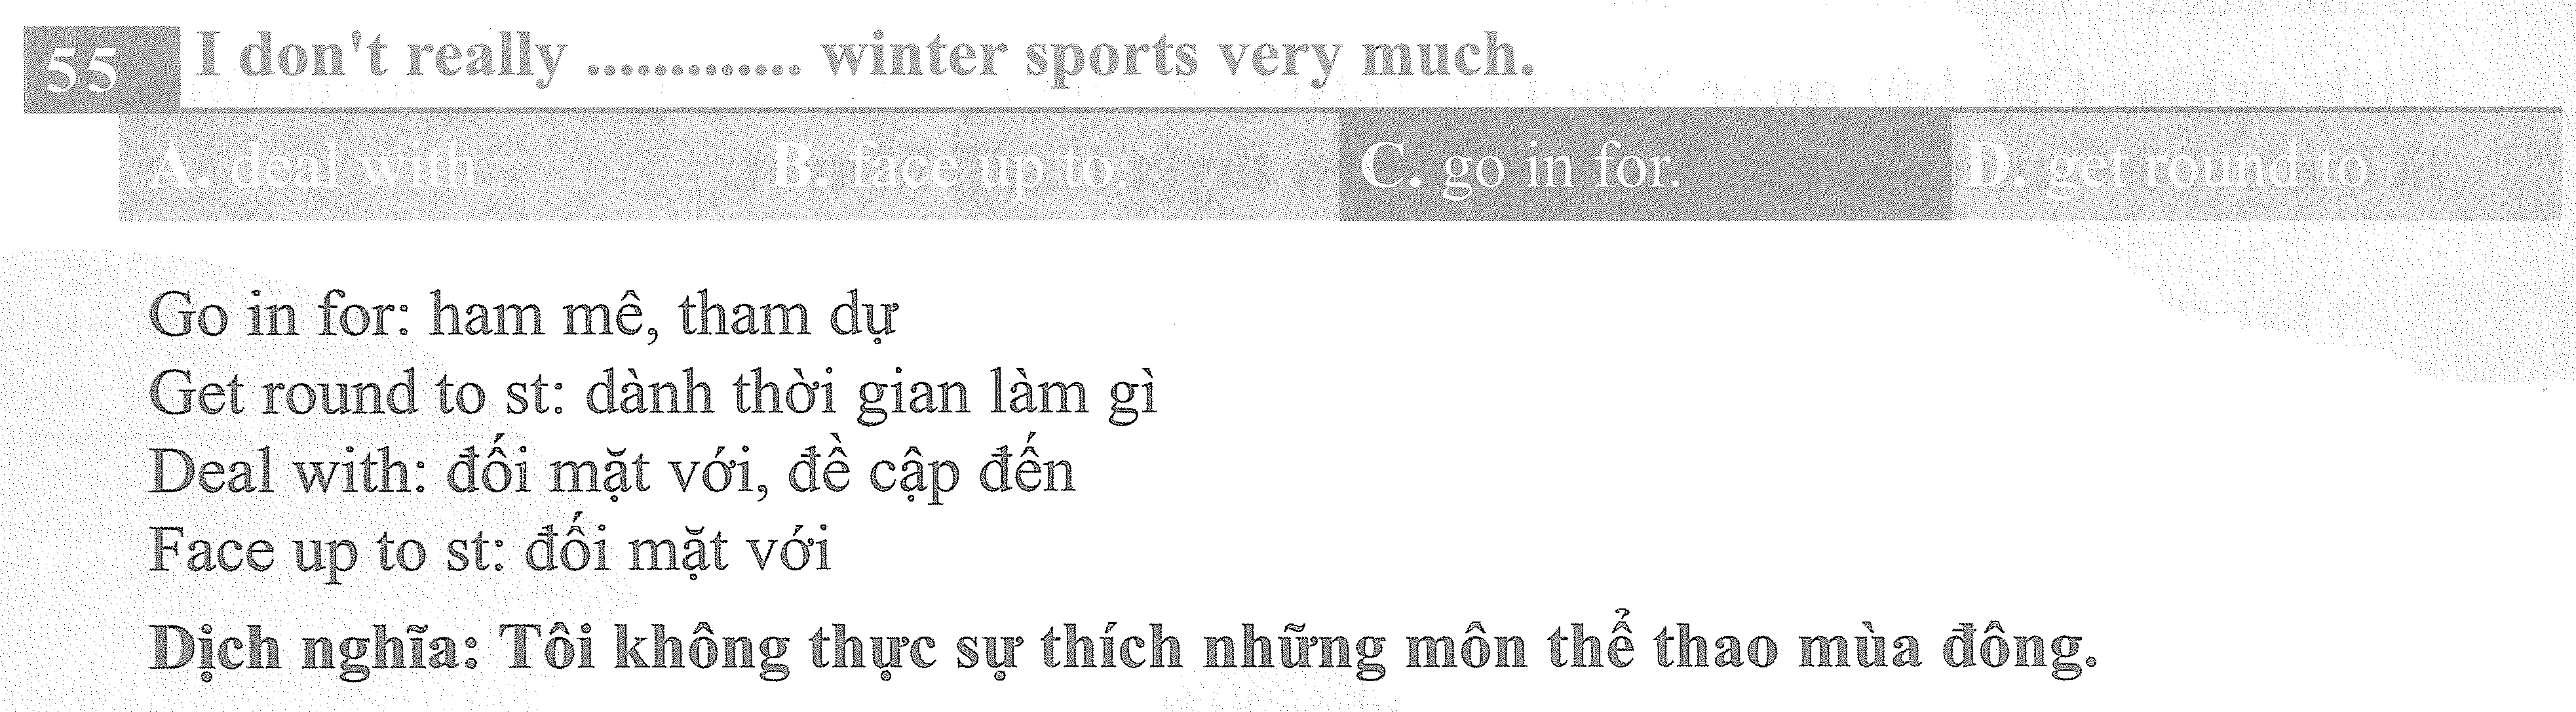 55 I don't really ............. winter sports very much.
A. deal with B. face up to. C. go in for. D. get round to
Go in for: ham mê, tham dự
Get round to st: dành thời gian làm gì
Deal with: đối mặt với, đề cập đến
Face up to st: đối mặt với
Dịch nghĩa: Tôi không thực sự thích những môn thể thao mùa đông.